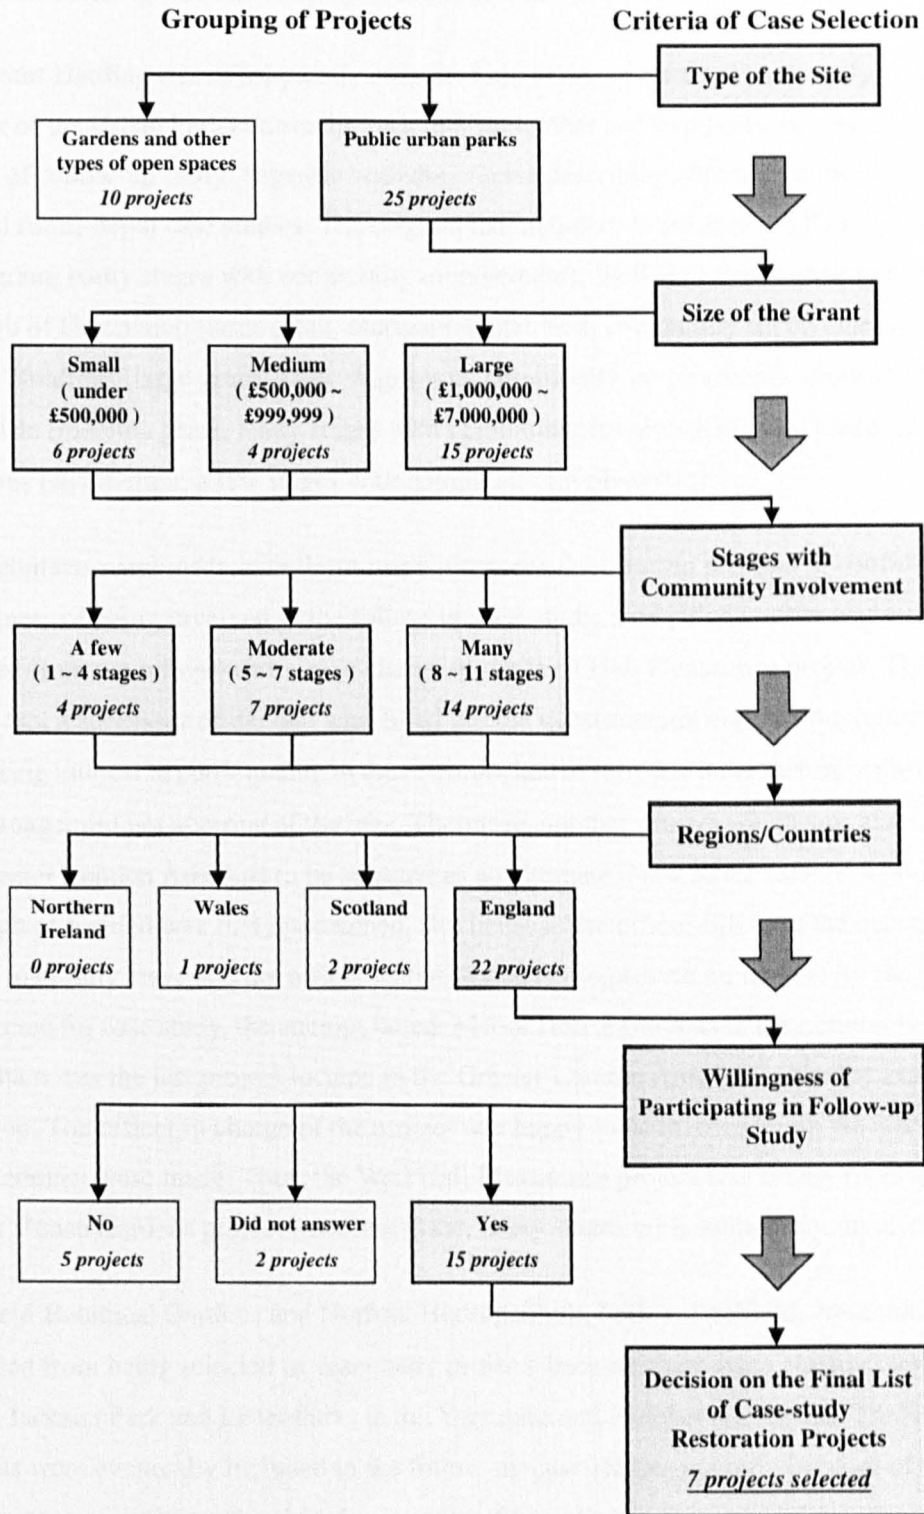 Grouping of Projects
Criteria of Case Selection
Type of the Site
Gardens and other
types of open spaces
10 projects
Public urban parks
25 projects
Size of the Grant
Small
( under
£500,000 )
6 projects
Medium
( £500,000 ~
£999,999 )
4 projects
Large
( £1,000,000 ~
£7,000,000 )
15 projects
Stages with
Community Involvement
A few
( 1 ~ 4 stages )
4 projects
Moderate
( 5 ~ 7 stages )
7 projects
Many
( 8 ~ 11 stages )
14 projects
Regions/Countries
Northern
Ireland
0 projects
Wales
1 projects
Scotland
2 projects
England
22 projects
Willingness of
Participating in Follow-up
Study
No
5 projects
Did not answer
2 projects
Yes
15 projects
Decision on the Final List
of Case-study
Restoration Projects
7 projects selected